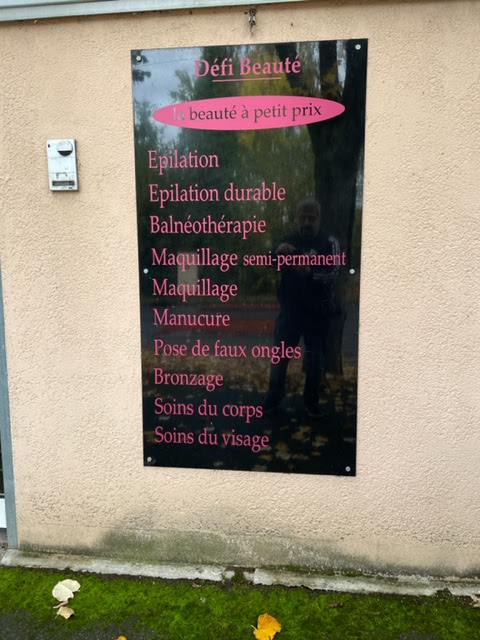 Défi Beauté
la beauté à petit prix
Epilation
Epilation durable
Balnéothérapie
Maquillage semi-permanent
Maquillage
Manucure
Pose de faux ongles
Bronzage
Soins du corps
Soins du visage